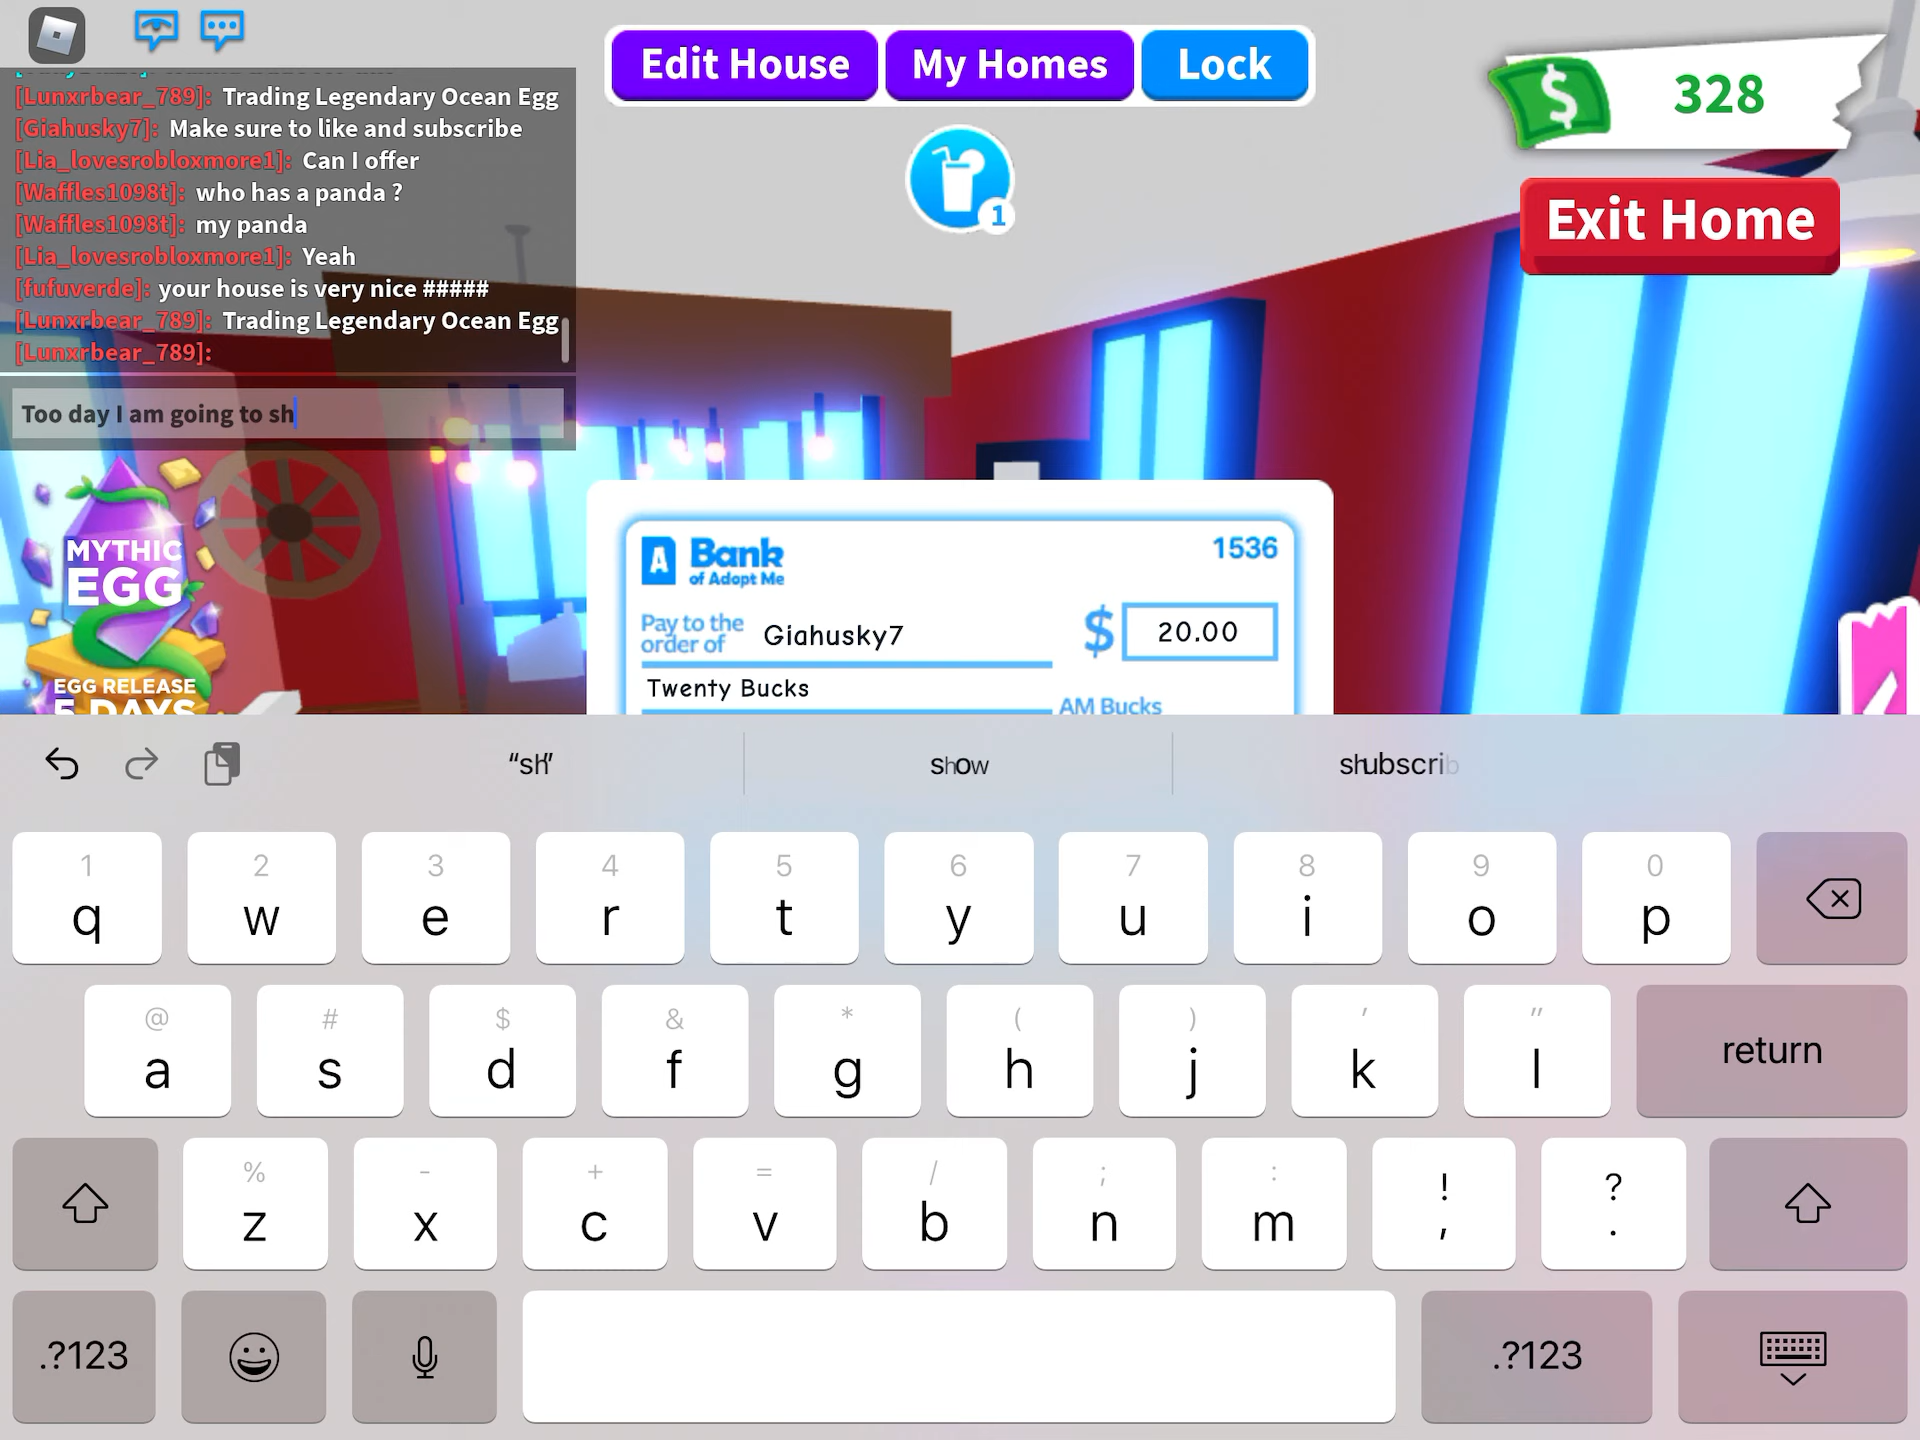 Edit House
My Homes
Lock
328
Exit Home
1
[Lunxrbear_789]: Trading Legendary Ocean Egg
[Giahusky7]: Make sure to like and subscribe
[Lia_lovesrobloxmore1]: Can I offer
[Waffles1098t]: who has a panda ?
[Waffles1098t]: my panda
[Lia_lovesrobloxmore1]: Yeah
[fufuverde]: your house is very nice #####
[Lunxrbear_789]: Trading Legendary Ocean Egg
[Lunxrbear_789]:
Too day I am going to sh
MYTHIC
EGG
EGG RELEASE
5 DAYS
A Bank
of Adopt Me
1536
Pay to the
order of Giahusky7
$ 20.00
Twenty Bucks
AM Bucks
“sh” show
1 2 3 4 5 6 7 8 9 0
q w e r t y u i o p
@ # $ & * ( ) ' "
a s d f g h j k l return
% - + = / ; : ! ?
z x c v b n m , .
.?123 .?123